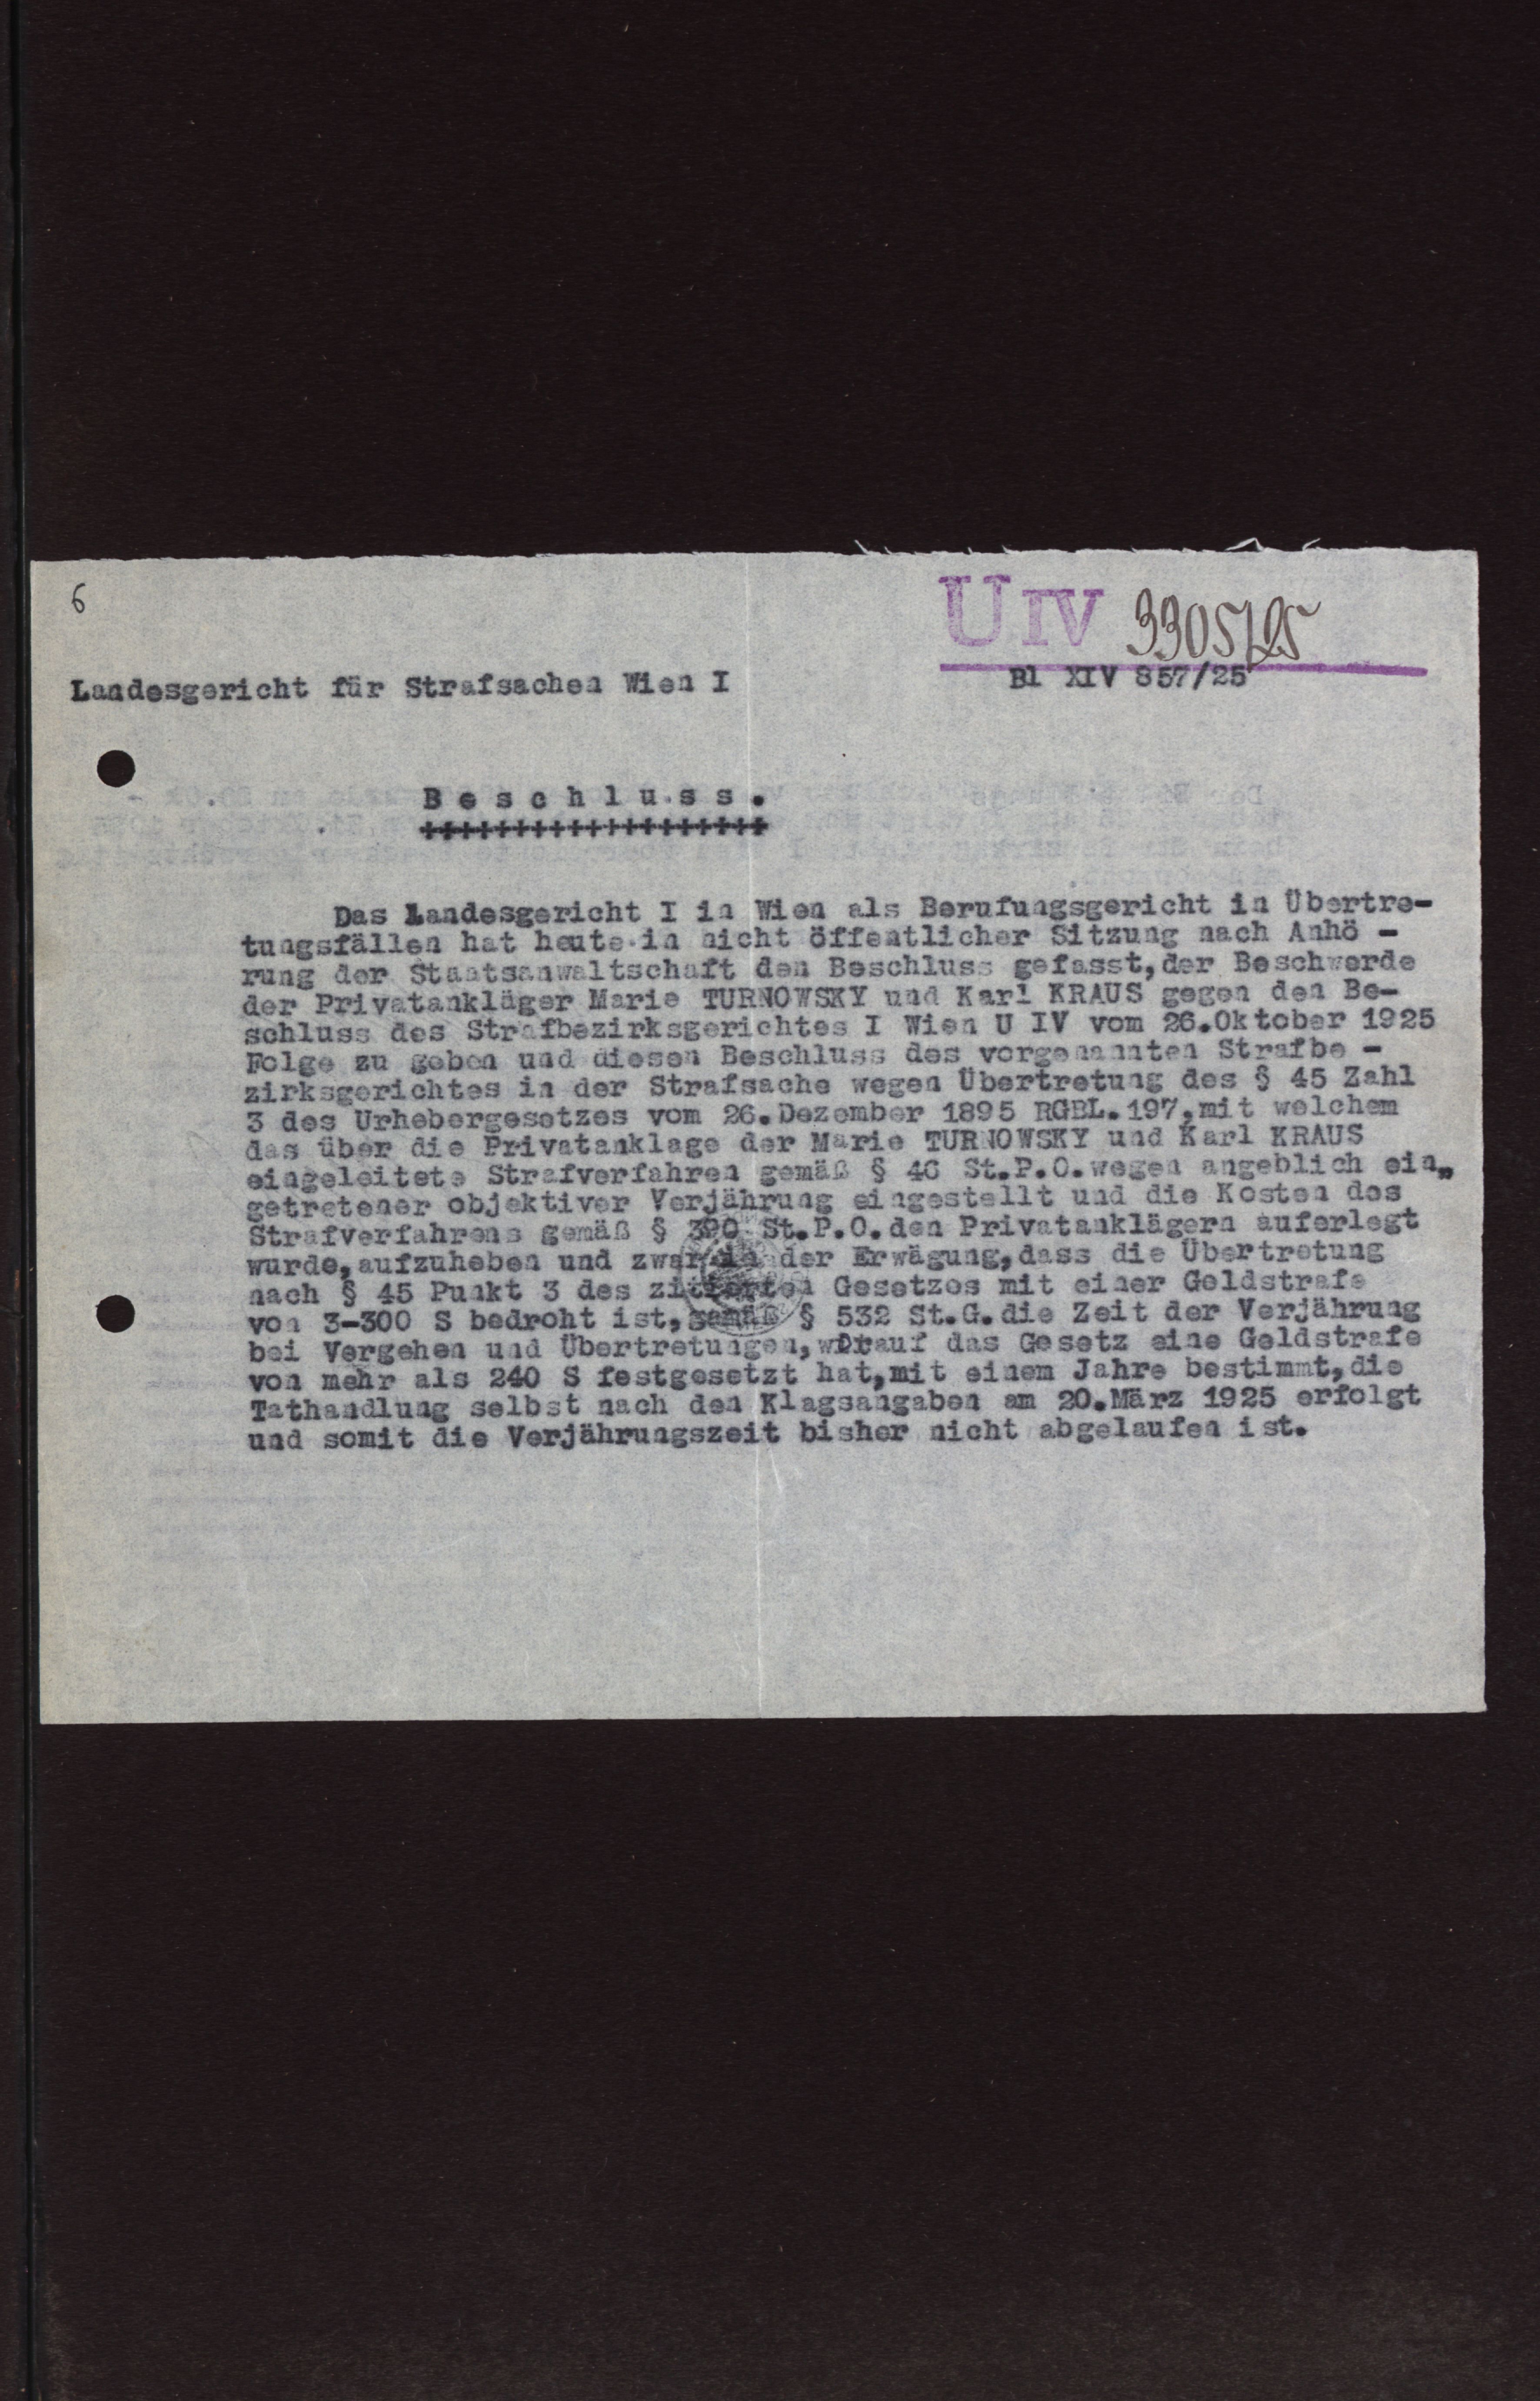 6
U IV 3305/25
Landesgericht für Strafsachen Wien I
Bl XIV 857/25
B e s c h l u s s .
+++++++++++++++++++
Das Landesgericht I in Wien als Berufungsgericht in Übertre-
tungsfällen hat heute in nicht öffentlicher Sitzung nach Anhö -
rung der Staatsanwaltschaft den Beschluss gefasst,der Beschwerde
der Privatankläger Marie TURNOWSKY und Karl KRAUS gegen den Be-
schluss des Strafbezirksgerichtes I Wien U IV vom 26.Oktober 1925
Folge zu geben und diesen Beschluss des vorgenannten Strafbe -
zirksgerichtes in der Strafsache wegen Übertretung des § 45 Zahl
3 des Urhebergesetzes vom 26.Dezember 1895 RGBL.197,mit welchem
das über die Privatanklage der Marie TURNOWSKY und Karl KRAUS
eingeleitete Strafverfahren gemäß § 46 St.P.O.wegen angeblich ein„
getretener objektiver Verjährung eingestellt und die Kosten des
Strafverfahrens gemäß § 390 St.P.O.den Privatanklägern auferlegt
wurde,aufzuheben und zwar in der Erwägung,dass die Übertretung
nach § 45 Punkt 3 des zitierten Gesetzes mit einer Geldstrafe
von 3-300 S bedroht ist,gemäß § 532 St.G.die Zeit der Verjährung
bei Vergehen und Übertretungen,worauf das Gesetz eine Geldstrafe
von mehr als 240 S festgesetzt hat,mit einem Jahre bestimmt,die
Tathandlung selbst nach den Klagsangaben am 20.März 1925 erfolgt
und somit die Verjährungszeit bisher nicht abgelaufen ist.